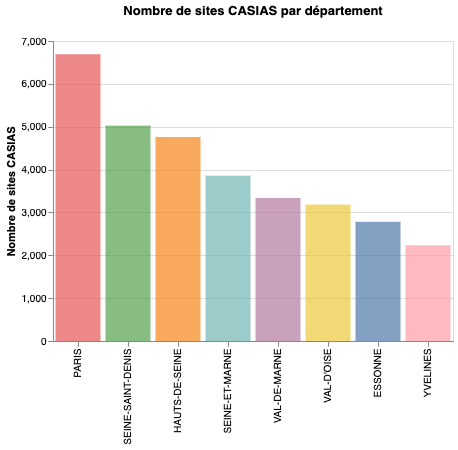 Nombre de sites CASIAS par département
Nombre de sites CASIAS
7,000
6,000
5,000
4,000
3,000
2,000
1,000
0
PARIS
SEINE-SAINT-DENIS
HAUTS-DE-SEINE
SEINE-ET-MARNE
VAL-DE-MARNE
VAL-D'OISE
ESSONNE
YVELINES